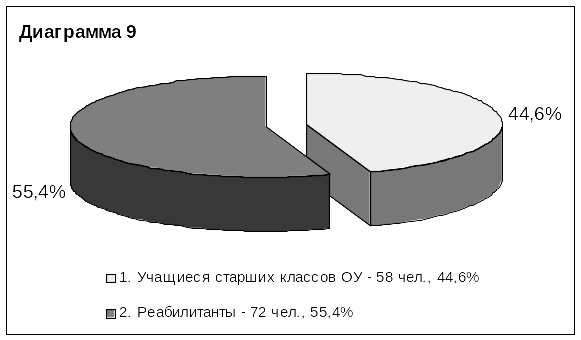 Диаграмма 9
44,6%
55,4%
1. Учащиеся старших классов ОУ - 58 чел., 44,6%
2. Реабилитанты - 72 чел., 55,4%